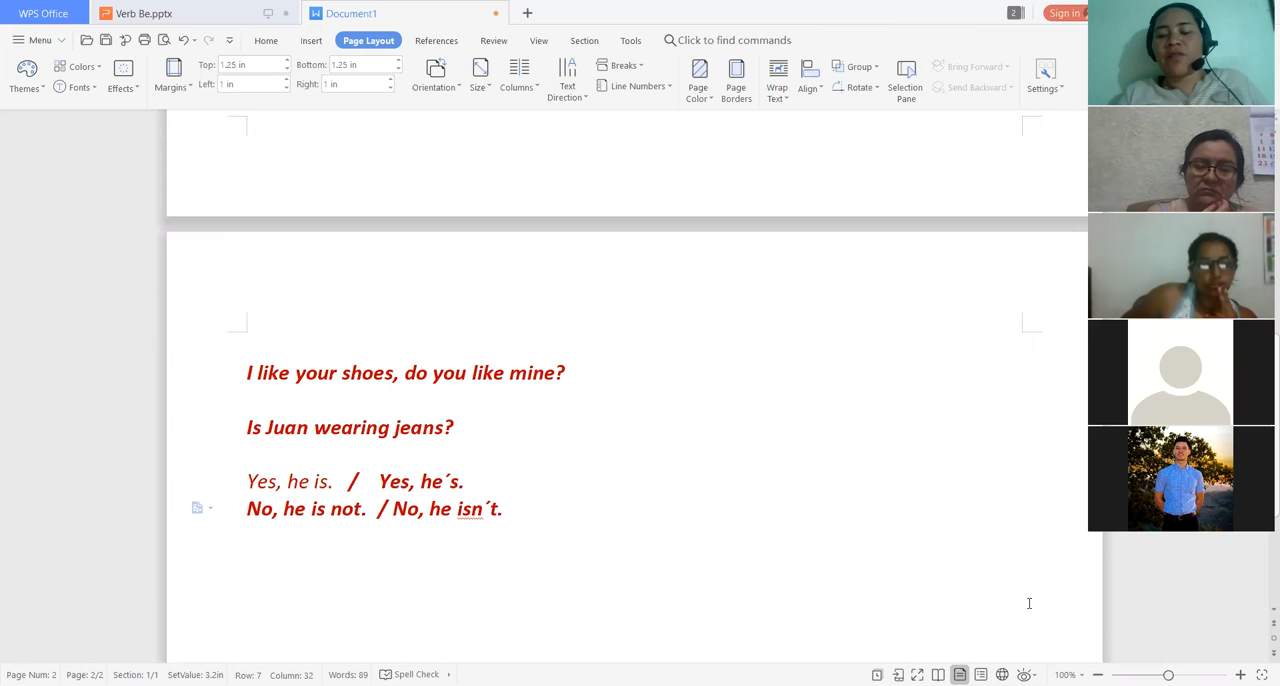 WPS Office Verb Be.pptx Document1 2 Sign in
Menu Home Insert Page Layout References Review View Section Tools Click to find commands
Colors Top: 1.25 in Bottom: 1.25 in Breaks Group Bring Forward
Themes Fonts Effects Margins Left: 1 in Right: 1 in Orientation Size Columns Text Direction Line Numbers Page Color Page Borders Wrap Text Align Rotate Selection Pane Send Backward Settings
I like your shoes, do you like mine?
Is Juan wearing jeans?
Yes, he is. / Yes, he´s.
No, he is not. / No, he isn´t.
Page Num: 2 Page: 2/2 Section: 1/1 SetValue: 3.2in Row: 7 Column: 32 Words: 89 Spell Check 100%